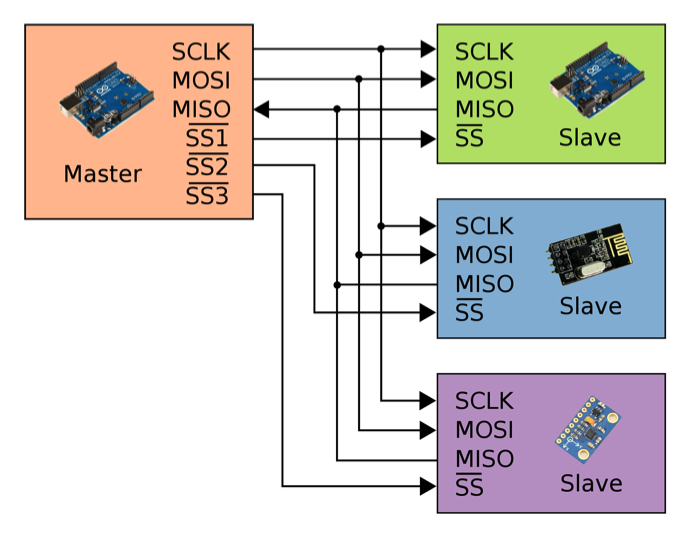 SCLK
MOSI
MISO
SS1
SS2
SS3
Master
SCLK
MOSI
MISO
SS
Slave
SCLK
MOSI
MISO
SS
Slave
SCLK
MOSI
MISO
SS
Slave